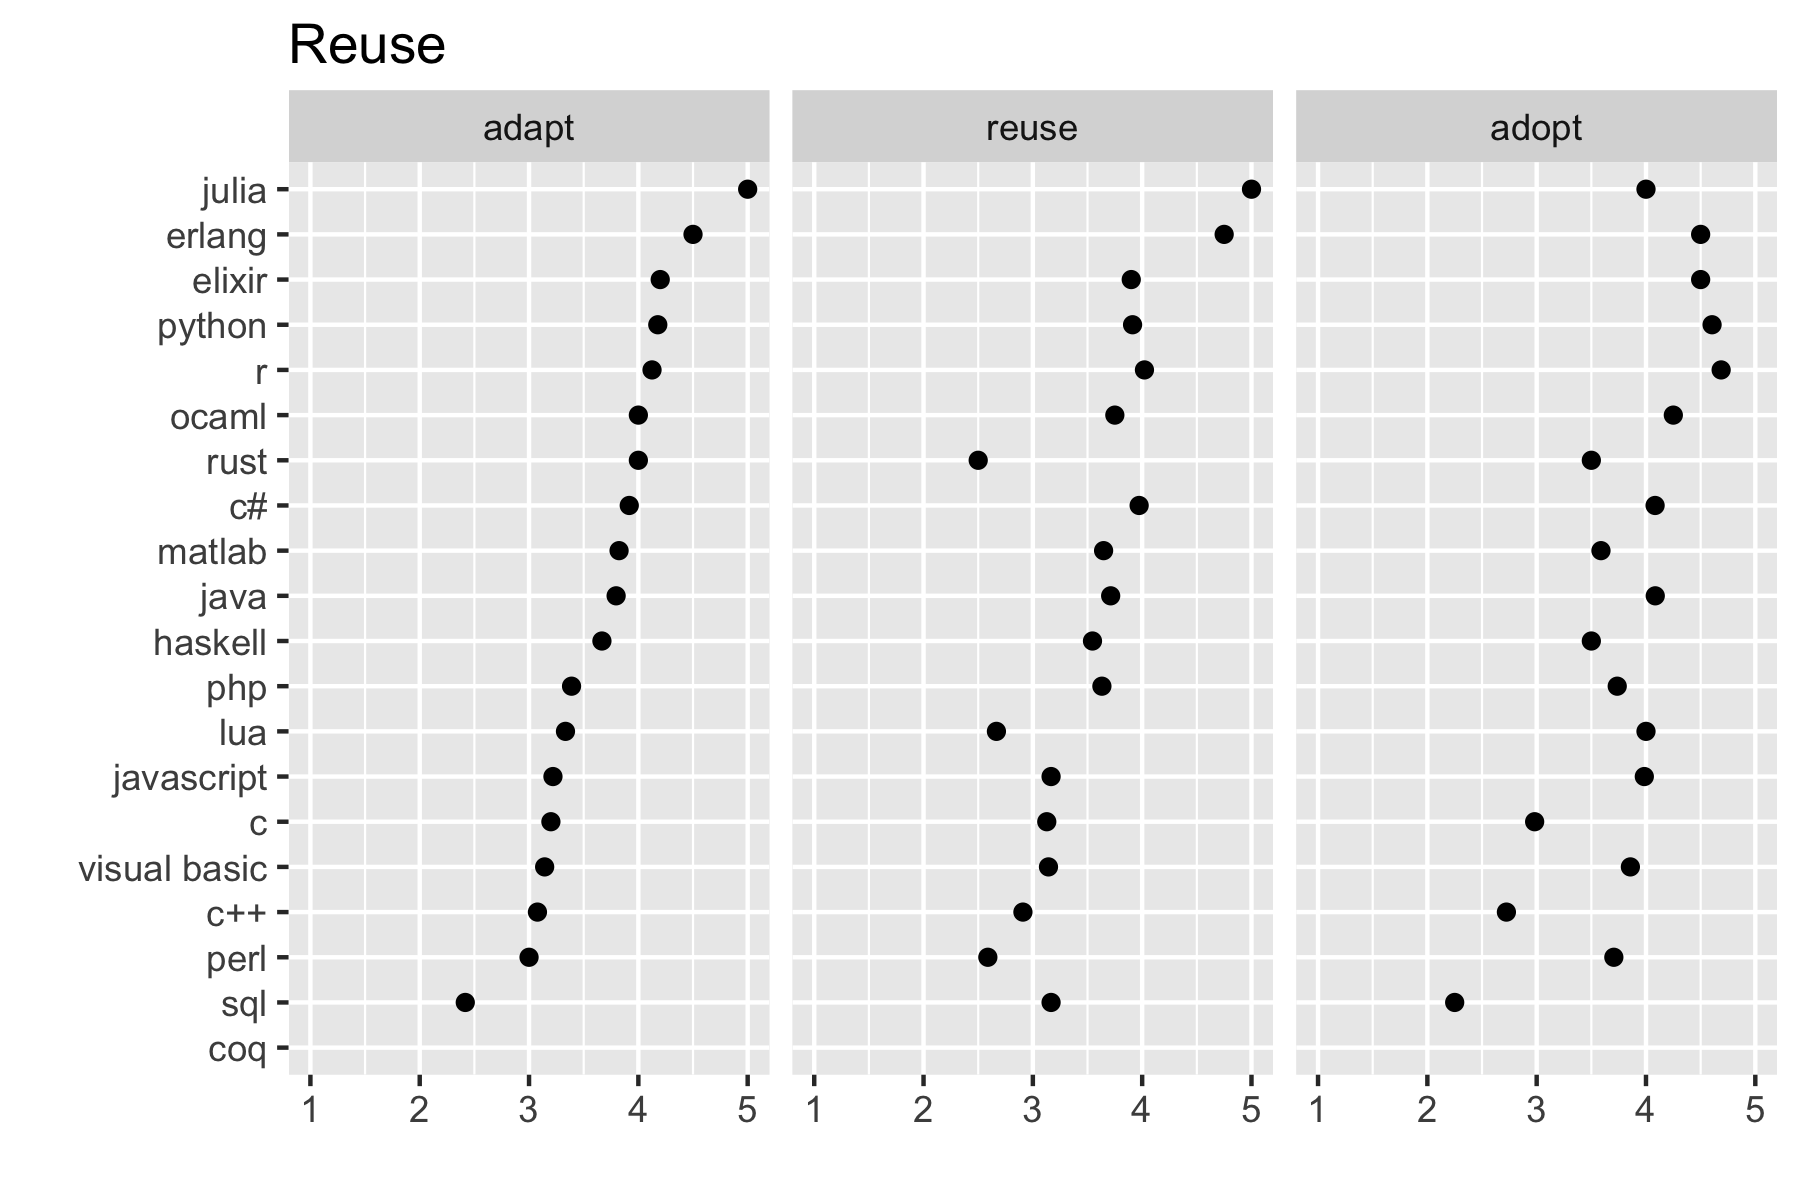 Reuse
adapt reuse adopt
julia
erlang
elixir
python
r
ocaml
rust
c#
matlab
java
haskell
php
lua
javascript
c
visual basic
c++
perl
sql
coq
1 2 3 4 5 1 2 3 4 5 1 2 3 4 5